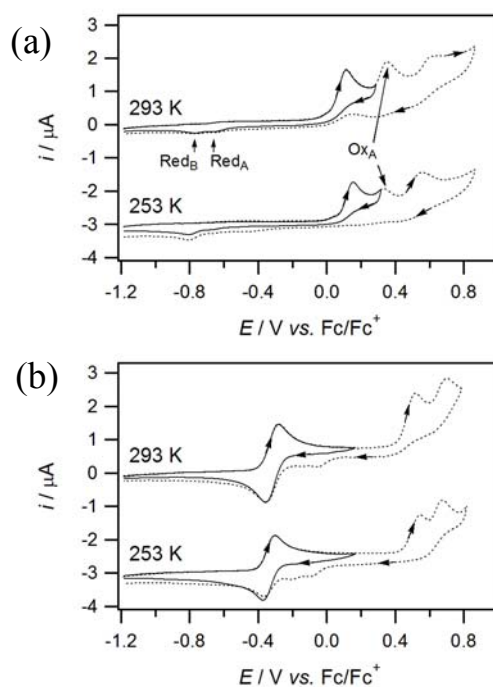 (a)
3
2
1
0
-1
-2
-3
-4
i / μA
293 K
Red_B Red_A
Ox_A
253 K
-1.2 -0.8 -0.4 0.0 0.4 0.8
E / V vs. Fc/Fc⁺
(b)
3
2
1
0
-1
-2
-3
-4
i / μA
293 K
253 K
-1.2 -0.8 -0.4 0.0 0.4 0.8
E / V vs. Fc/Fc⁺